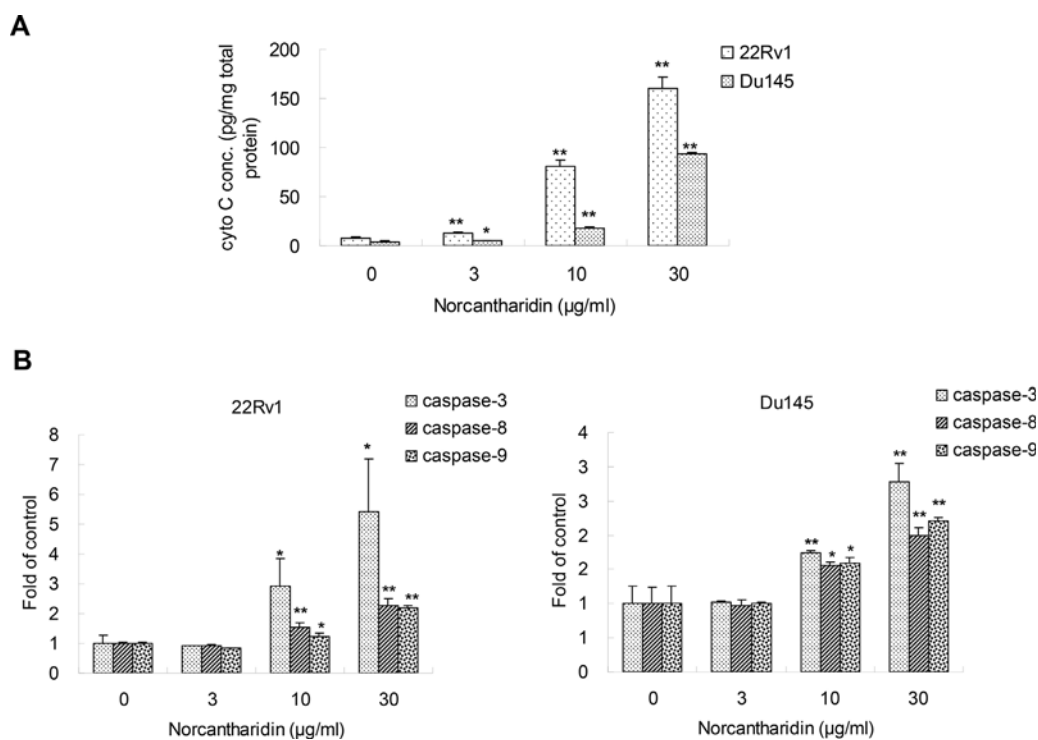 A
cyto C conc. (pg/mg total
protein)
200
150
100
50
0
** * ** ** ** **
22Rv1
Du145
0 3 10 30
Norcantharidin (µg/ml)
B
22Rv1
caspase-3
caspase-8
caspase-9
Fold of control
8
7
6
5
4
3
2
1
0
* ** * * ** **
0 3 10 30
Norcantharidin (µg/ml)
Du145
caspase-3
caspase-8
caspase-9
Fold of control
4
3
3
2
2
1
1
0
** * * ** ** **
0 3 10 30
Norcantharidin (µg/ml)